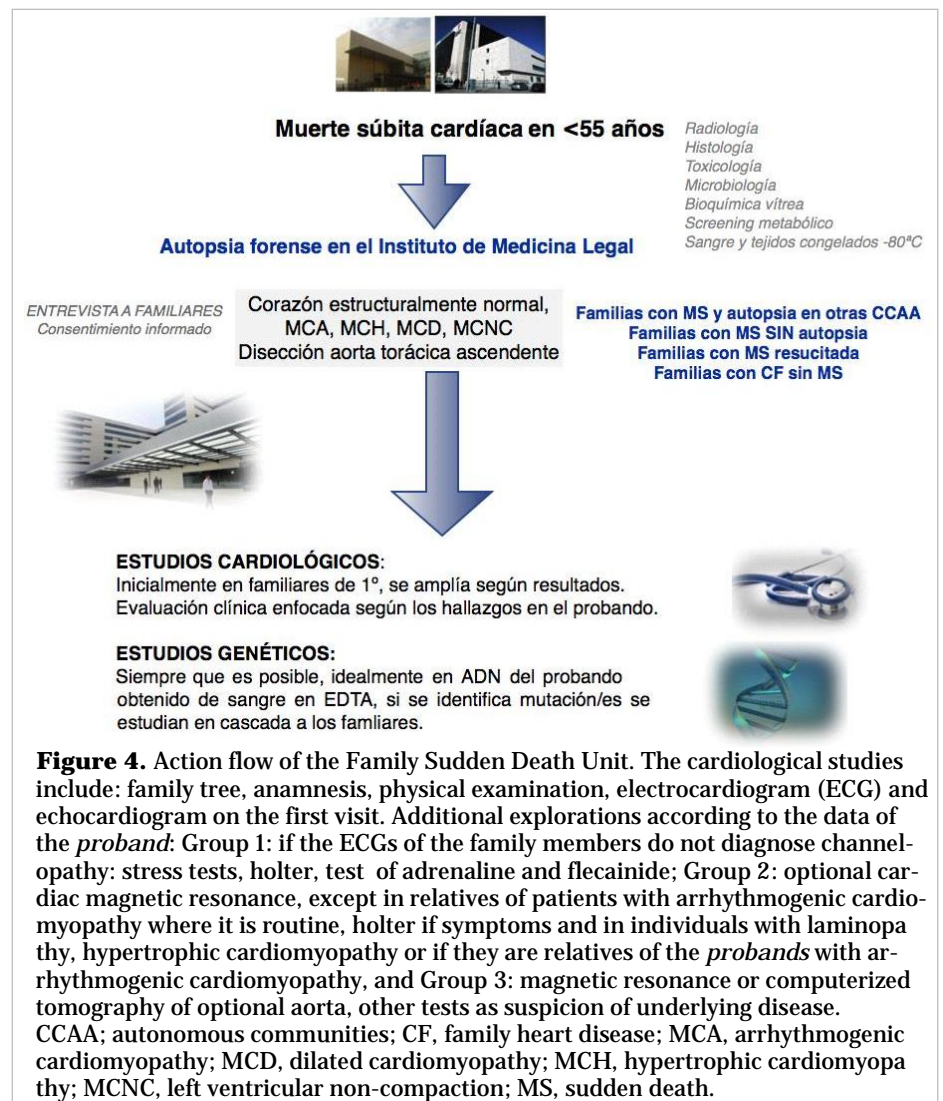 Muerte súbita cardíaca en <55 años
Radiología
Histología
Toxicología
Microbiología
Bioquímica vítrea
Screening metabólico
Sangre y tejidos congelados -80ºC
Autopsia forense en el Instituto de Medicina Legal
ENTREVISTA A FAMILIARES
Consentimiento informado
Corazón estructuralmente normal,
MCA, MCH, MCD, MCNC
Disección aorta torácica ascendente
Familias con MS y autopsia en otras CCAA
Familias con MS SIN autopsia
Familias con MS resucitada
Familias con CF sin MS
ESTUDIOS CARDIOLÓGICOS:
Inicialmente en familiares de 1º, se amplía según resultados.
Evaluación clínica enfocada según los hallazgos en el probando.
ESTUDIOS GENÉTICOS:
Siempre que es posible, idealmente en ADN del probando
obtenido de sangre en EDTA, si se identifica mutación/es se
estudian en cascada a los famliares.
Figure 4. Action flow of the Family Sudden Death Unit. The cardiological studies
include: family tree, anamnesis, physical examination, electrocardiogram (ECG) and
echocardiogram on the first visit. Additional explorations according to the data of
the proband: Group 1: if the ECGs of the family members do not diagnose channel-
opathy: stress tests, holter, test of adrenaline and flecainide; Group 2: optional car-
diac magnetic resonance, except in relatives of patients with arrhythmogenic cardio-
myopathy where it is routine, holter if symptoms and in individuals with laminopa
thy, hypertrophic cardiomyopathy or if they are relatives of the probands with ar-
rhythmogenic cardiomyopathy, and Group 3: magnetic resonance or computerized
tomography of optional aorta, other tests as suspicion of underlying disease.
CCAA; autonomous communities; CF, family heart disease; MCA, arrhythmogenic
cardiomyopathy; MCD, dilated cardiomyopathy; MCH, hypertrophic cardiomyopa
thy; MCNC, left ventricular non-compaction; MS, sudden death.